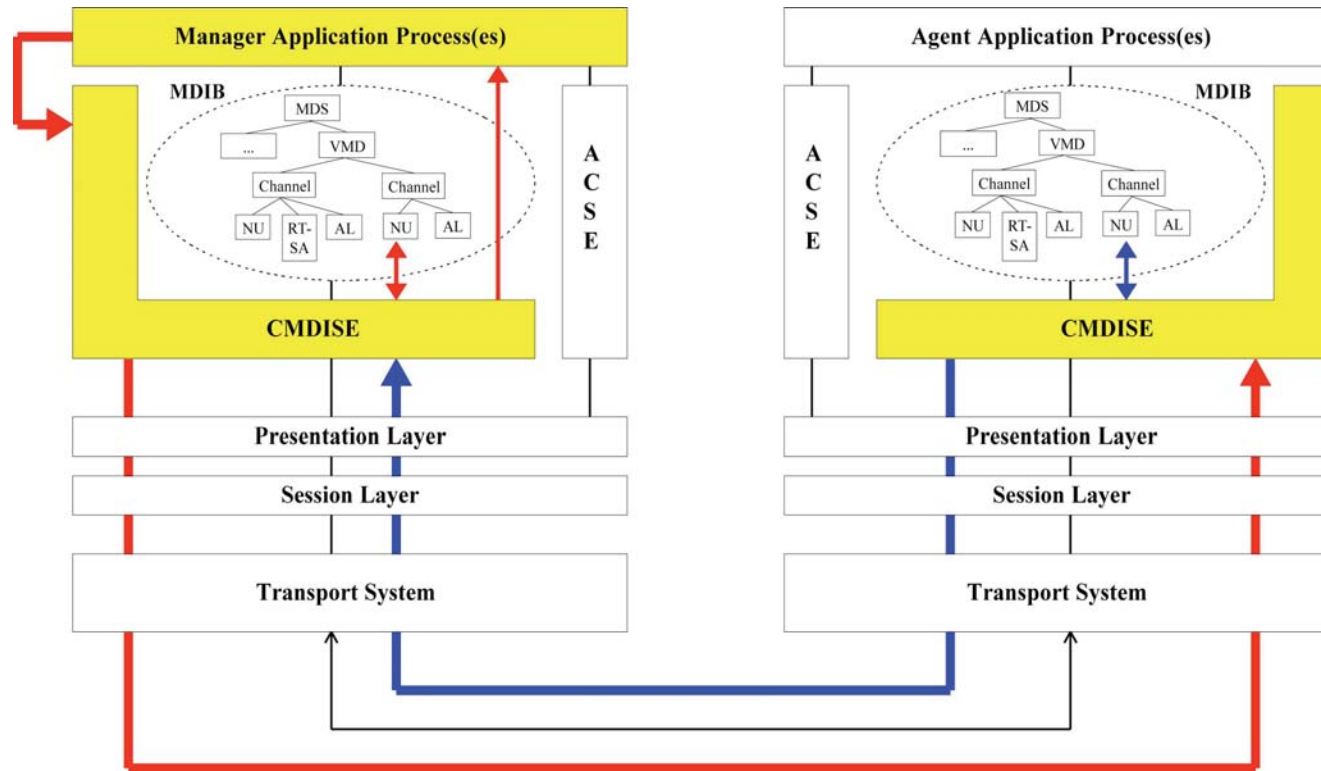 Manager Application Process(es)
MDIB
MDS
...
VMD
Channel
Channel
NU
RT-
SA
AL
NU
AL
A
C
S
E
CMDISE
Presentation Layer
Session Layer
Transport System
Agent Application Process(es)
MDIB
MDS
...
VMD
Channel
Channel
NU
RT-
SA
AL
NU
AL
A
C
S
E
CMDISE
Presentation Layer
Session Layer
Transport System